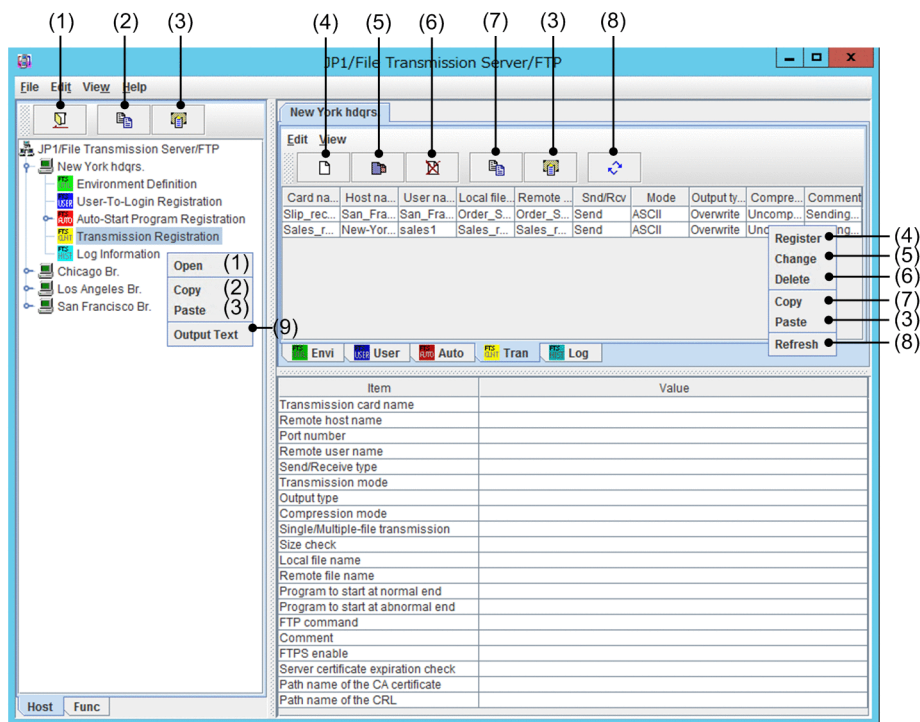 (1) (2) (3) (4) (5) (6) (7) (3) (8)
JP1/File Transmission Server/FTP
File Edit View Help
New York hdqrs.
Edit View
JP1/File Transmission Server/FTP
New York hdqrs.
Environment Definition
User-To-Login Registration
Auto-Start Program Registration
Transmission Registration
Log Information
Chicago Br.
Los Angeles Br.
San Francisco Br.
Open (1)
Copy (2)
Paste (3)
Output Text (9)
Card na... Host na... User na... Local file... Remote ... Snd/Rcv Mode Output ty... Compre... Comment
Slip_rec... San_Fra... San_Fra... Order_S... Order_S... Send ASCII Overwrite Uncomp... Sending...
Sales_r... New-Yor... sales1 Sales_r... Sales_r... Send ASCII Overwrite
Register (4)
Change (5)
Delete (6)
Copy (7)
Paste (3)
Refresh (8)
Envi User Auto Tran Log
Item Value
Transmission card name
Remote host name
Port number
Remote user name
Send/Receive type
Transmission mode
Output type
Compression mode
Single/Multiple-file transmission
Size check
Local file name
Remote file name
Program to start at normal end
Program to start at abnormal end
FTP command
Comment
FTPS enable
Server certificate expiration check
Path name of the CA certificate
Path name of the CRL
Host Func